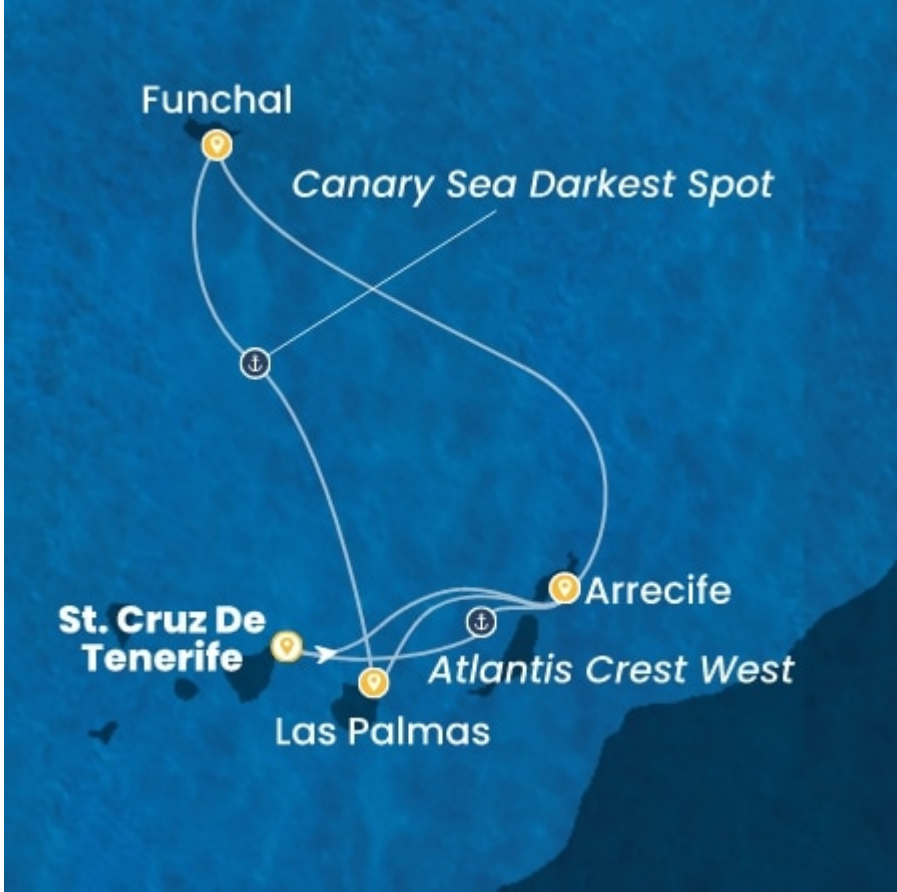 Funchal
Canary Sea Darkest Spot
Arrecife
St. Cruz De
Tenerife
Atlantis Crest West
Las Palmas